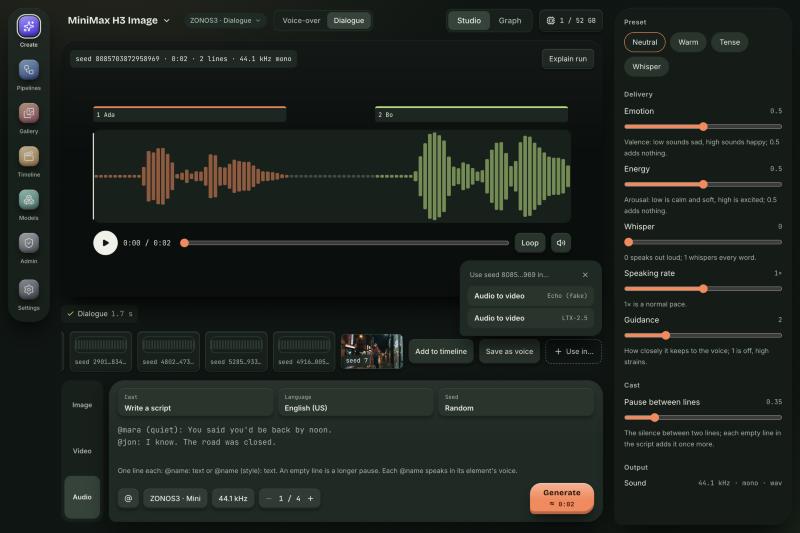 Create
Pipelines
Gallery
Timeline
Models
Admin
Settings
MiniMax H3 Image
ZONOS3 · Dialogue
Voice-over
Dialogue
Studio
Graph
1 / 52 GB
seed 8085703872958969 · 0:02 · 2 lines · 44.1 kHz mono
Explain run
1 Ada
2 Bo
0:00 / 0:02
Loop
Use seed 8085...969 in...
Audio to video Echo (fake)
Audio to video LTX-2.5
Dialogue 1.7 s
seed 2901…834…
seed 4802…473…
seed 5285…933…
seed 4916…005…
seed 7
Add to timeline
Save as voice
+ Use in...
Image
Video
Audio
Cast
Write a script
Language
English (US)
Seed
Random
@mara (quiet): You said you'd be back by noon.
@jon: I know. The road was closed.
One line each: @name: text or @name (style): text. An empty line is a longer pause. Each @name speaks in its element's voice.
@
ZONOS3 · Mini
44.1 kHz
− 1 / 4 +
Generate
≈ 0:02
Preset
Neutral
Warm
Tense
Whisper
Delivery
Emotion 0.5
Valence: low sounds sad, high sounds happy; 0.5
adds nothing.
Energy 0.5
Arousal: low is calm and soft, high is excited; 0.5
adds nothing.
Whisper 0
0 speaks out loud; 1 whispers every word.
Speaking rate 1×
1× is a normal pace.
Guidance 2
How closely it keeps to the voice; 1 is off, high
strains.
Cast
Pause between lines 0.35
The silence between two lines; each empty line in
the script adds it once more.
Output
Sound 44.1 kHz · mono · wav